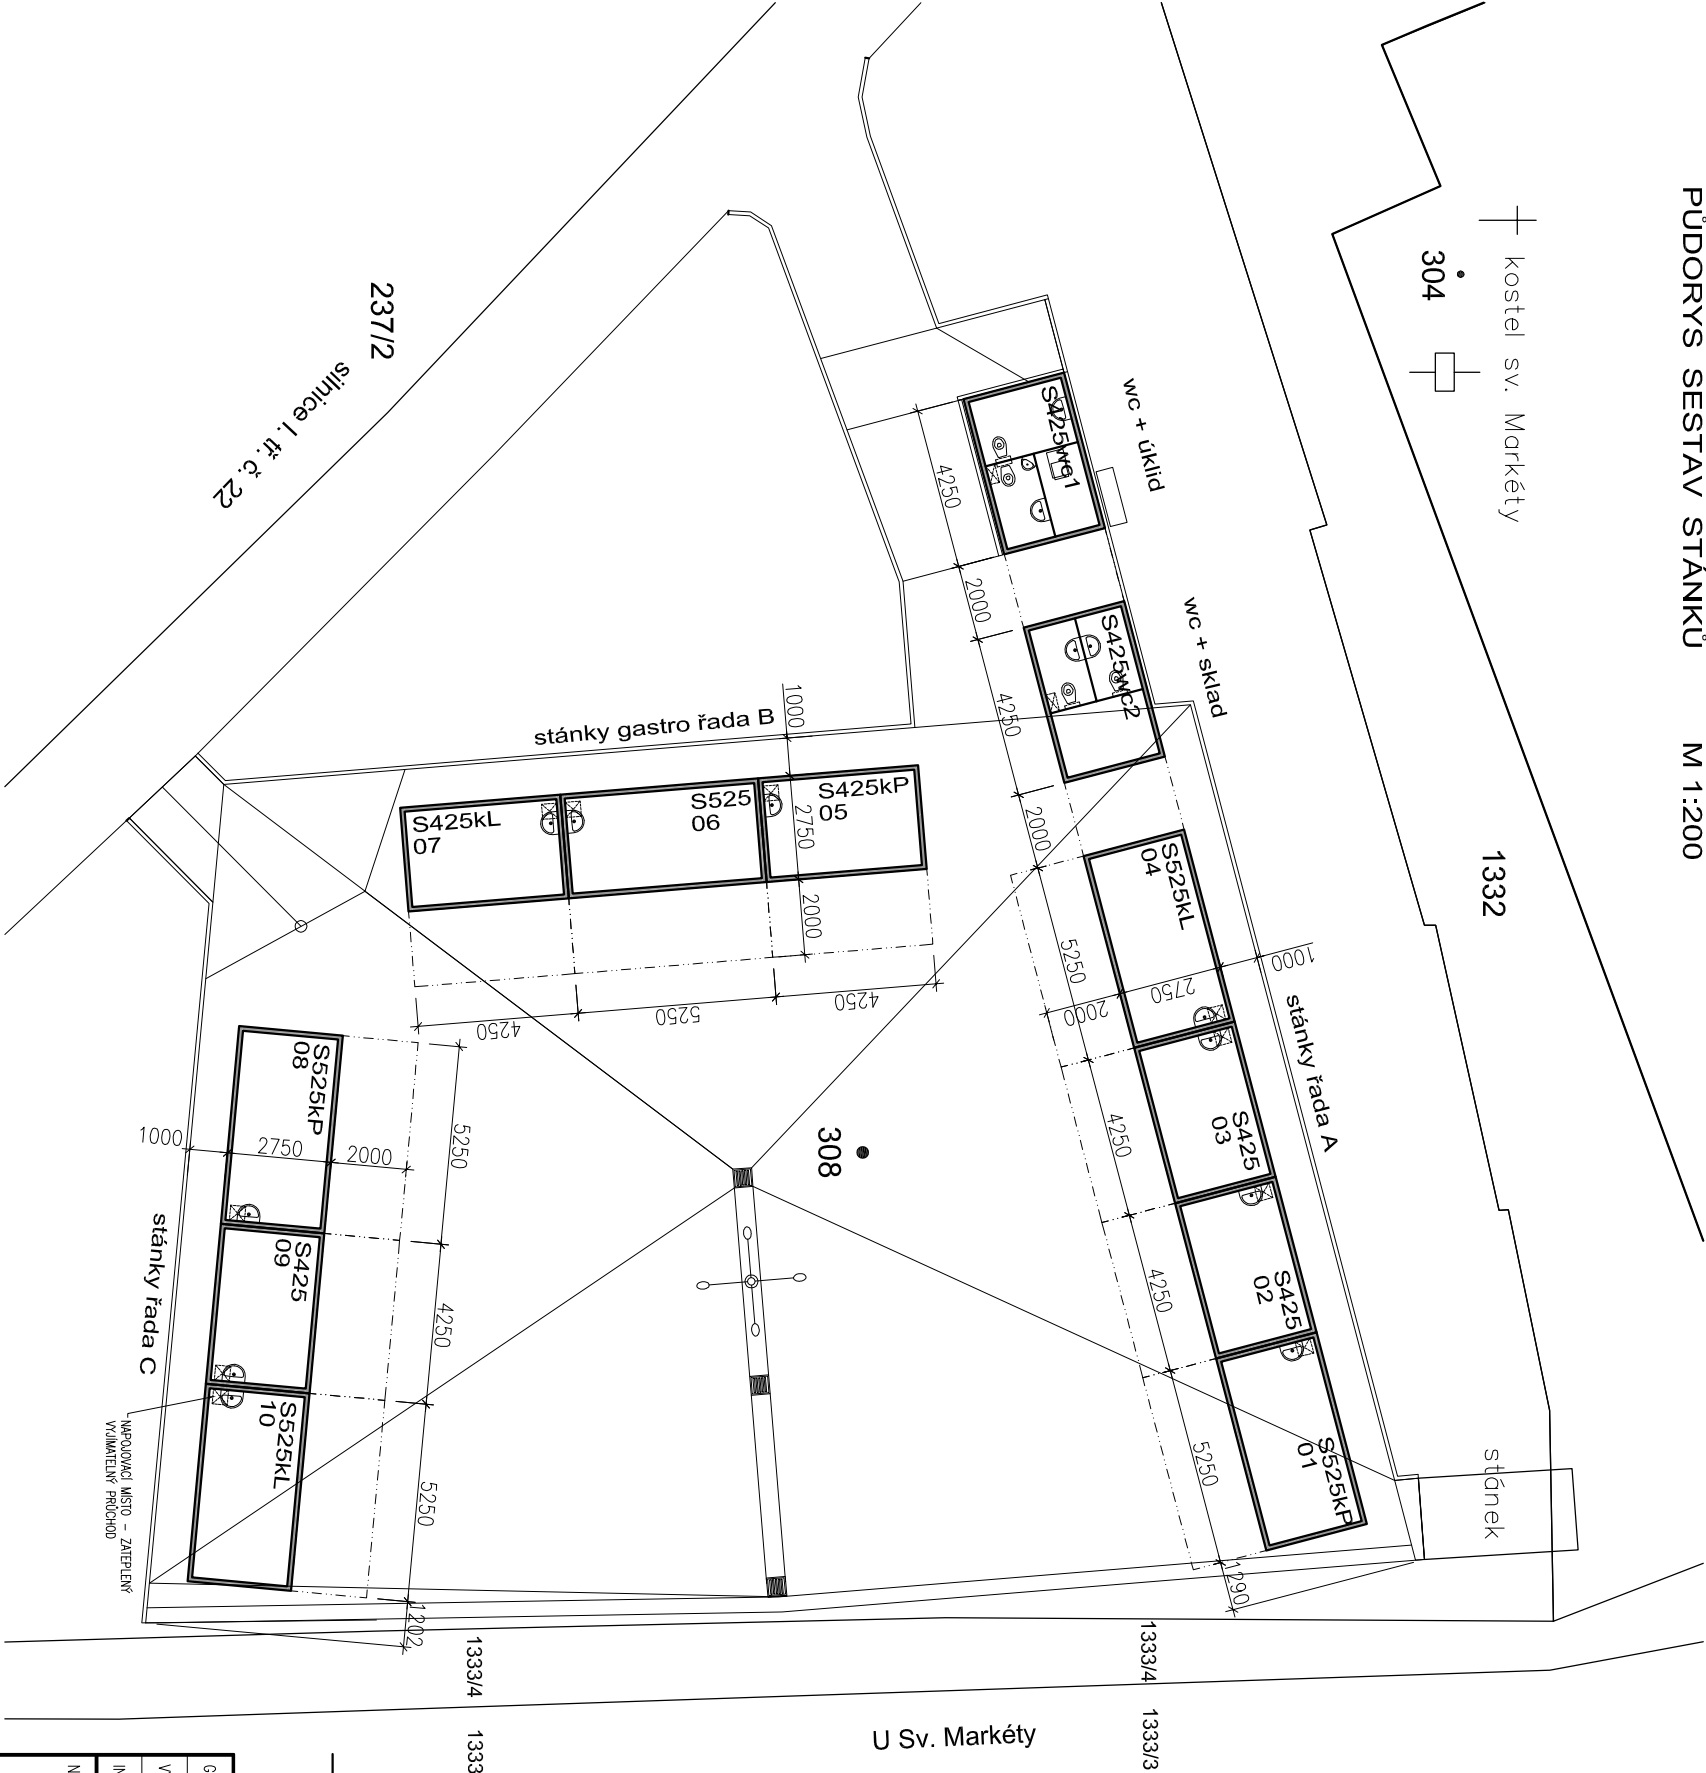 PŮDORYS SESTAV STÁNKŮ M 1:200
kostel sv. Markéty
304
1332
237/2
silnice I. tř. č. 22
wc + úklid
S425wc1
4250
2000
wc + sklad
S425wc2
4250
2000
stánky gastro řada B
1000
S425kL
07
S525
06
S425kP
05
2750
2000
4250
5250
4250
stánky řada A
1000
2750
2000
S525kL
04
S425
03
S425
02
S525kP
01
5250
4250
4250
5250
1290
stánek
308
stánky řada C
1000
2750
2000
S525kP
08
S425
09
S525kL
10
5250
4250
5250
1202
NAPOJOVACÍ MÍSTO - ZATEPLENÝ
VYJÍMATELNÝ PRŮCHOD
1333/4
1333/4
1333/3
1333
U Sv. Markéty